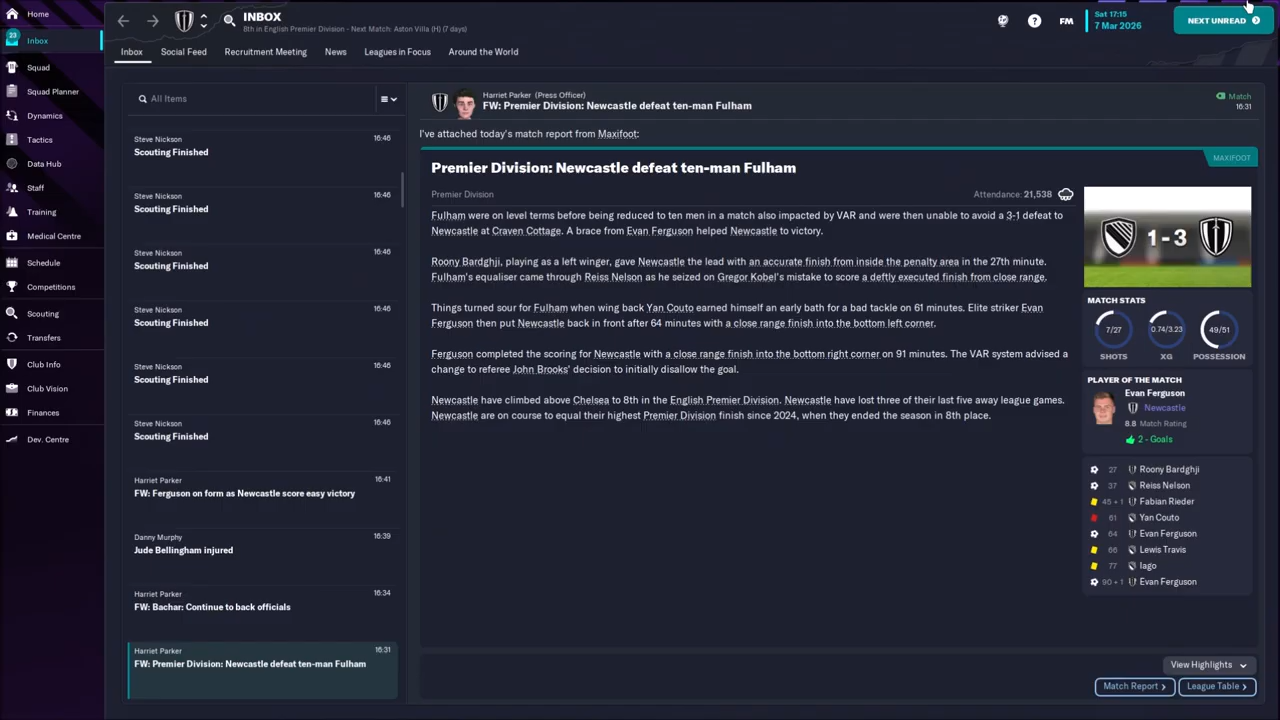 Home
23
Inbox
Squad
Squad Planner
Dynamics
Tactics
Data Hub
Staff
Training
Medical Centre
Schedule
Competitions
Scouting
Transfers
Club Info
Club Vision
Finances
Dev. Centre
INBOX
8th in English Premier Division - Next Match: Aston Villa (H) (7 days)
FM
Sat 17:15
7 Mar 2026
NEXT UNREAD
Inbox
Social Feed
Recruitment Meeting
News
Leagues in Focus
Around the World
All Items
Steve Nickson 16:46
Scouting Finished
Steve Nickson 16:46
Scouting Finished
Steve Nickson 16:46
Scouting Finished
Steve Nickson 16:46
Scouting Finished
Steve Nickson 16:46
Scouting Finished
Steve Nickson 16:46
Scouting Finished
Harriet Parker 16:41
FW: Ferguson on form as Newcastle score easy victory
Danny Murphy 16:39
Jude Bellingham injured
Harriet Parker 16:34
FW: Bachar: Continue to back officials
Harriet Parker 16:31
FW: Premier Division: Newcastle defeat ten-man Fulham
Harriet Parker (Press Officer)
FW: Premier Division: Newcastle defeat ten-man Fulham
Match
16:31
I've attached today's match report from Maxifoot:
MAXIFOOT
Premier Division: Newcastle defeat ten-man Fulham
Premier Division
Attendance: 21,538
Fulham were on level terms before being reduced to ten men in a match also impacted by VAR and were then unable to avoid a 3-1 defeat to
Newcastle at Craven Cottage. A brace from Evan Ferguson helped Newcastle to victory.
Roony Bardghji, playing as a left winger, gave Newcastle the lead with an accurate finish from inside the penalty area in the 27th minute.
Fulham's equaliser came through Reiss Nelson as he seized on Gregor Kobel's mistake to score a deftly executed finish from close range.
Things turned sour for Fulham when wing back Yan Couto earned himself an early bath for a bad tackle on 61 minutes. Elite striker Evan
Ferguson then put Newcastle back in front after 64 minutes with a close range finish into the bottom left corner.
Ferguson completed the scoring for Newcastle with a close range finish into the bottom right corner on 91 minutes. The VAR system advised a
change to referee John Brooks' decision to initially disallow the goal.
Newcastle have climbed above Chelsea to 8th in the English Premier Division. Newcastle have lost three of their last five away league games.
Newcastle are on course to equal their highest Premier Division finish since 2024, when they ended the season in 8th place.
1 - 3
MATCH STATS
7/27
0.74/3.23
49/51
SHOTS
XG
POSSESSION
PLAYER OF THE MATCH
Evan Ferguson
Newcastle
8.8 Match Rating
2 - Goals
27 Roony Bardghji
37 Reiss Nelson
45 + 1 Fabian Rieder
61 Yan Couto
64 Evan Ferguson
66 Lewis Travis
77 Iago
90 + 1 Evan Ferguson
View Highlights
Match Report
League Table